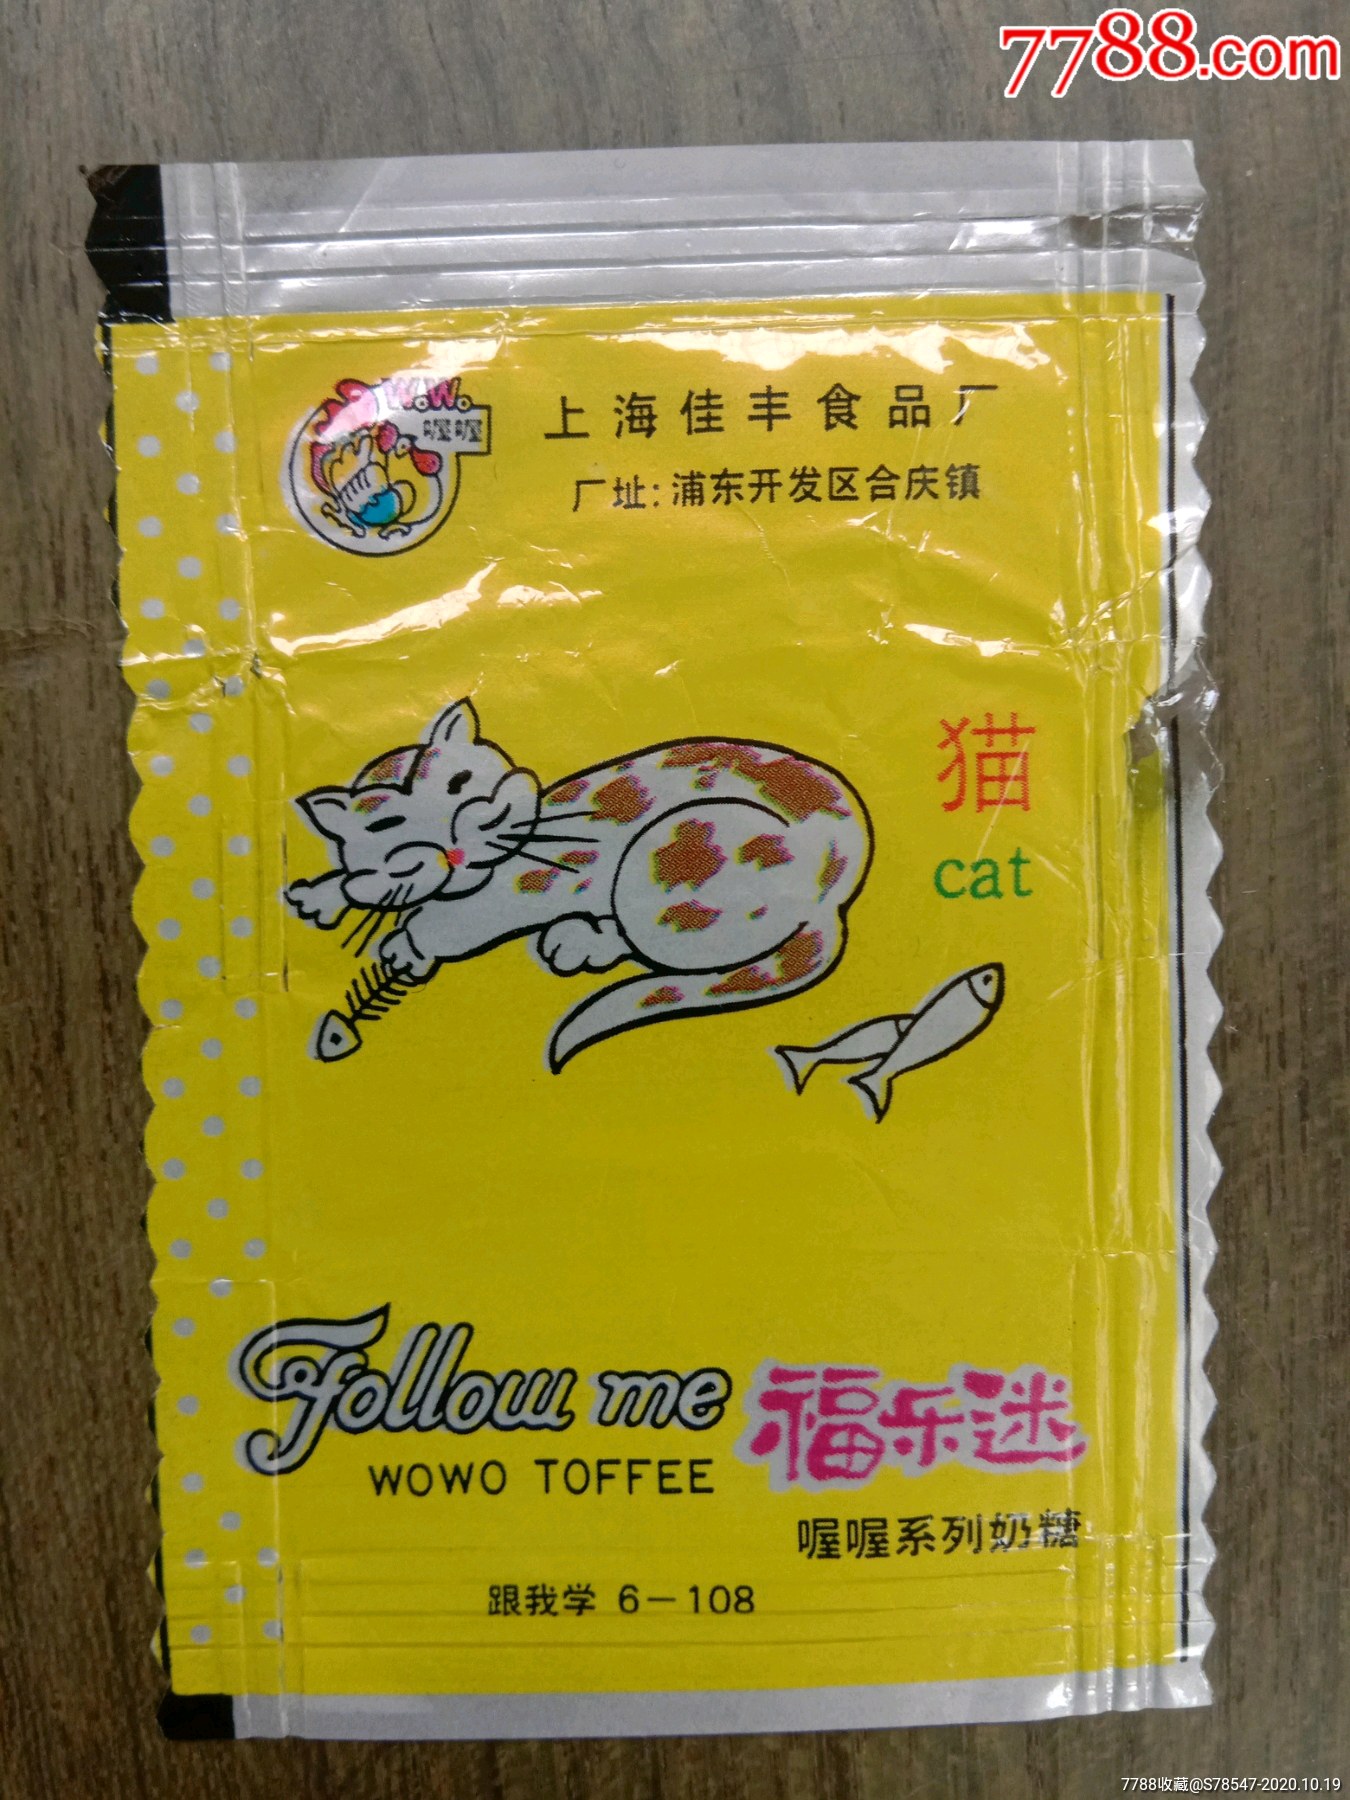 7788.com
W.W.
喔喔
上海佳丰食品厂
厂址:浦东开发区合庆镇
猫
cat
Follow me
福乐迷
WOWO TOFFEE
喔喔系列奶糖
跟我学 6-108
7788收藏@S78547-2020.10.19